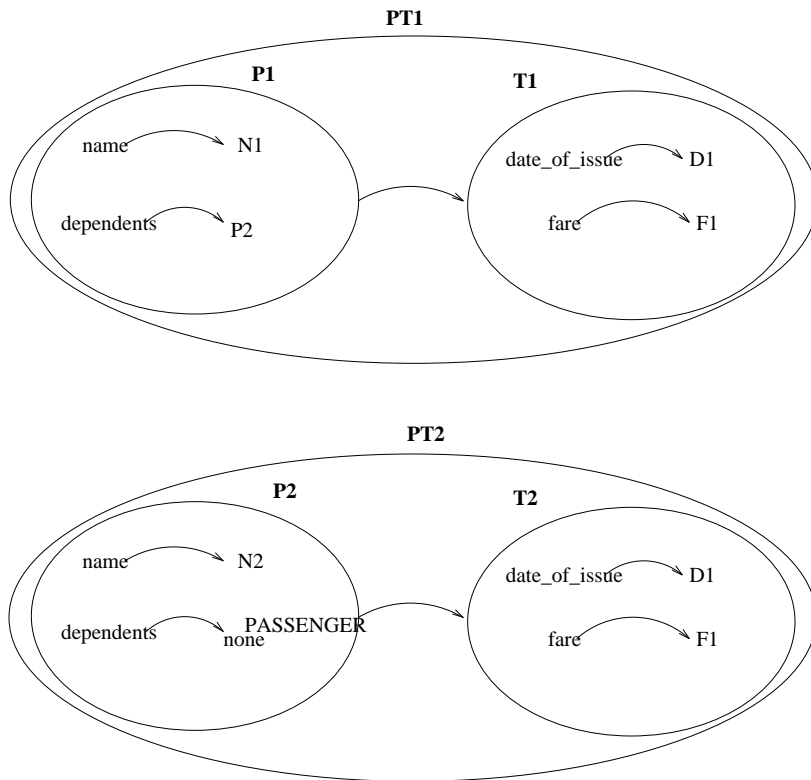 PT1
P1
T1
name N1
date_of_issue D1
dependents P2
fare F1
PT2
P2
T2
name N2
date_of_issue D1
dependents none PASSENGER
fare F1